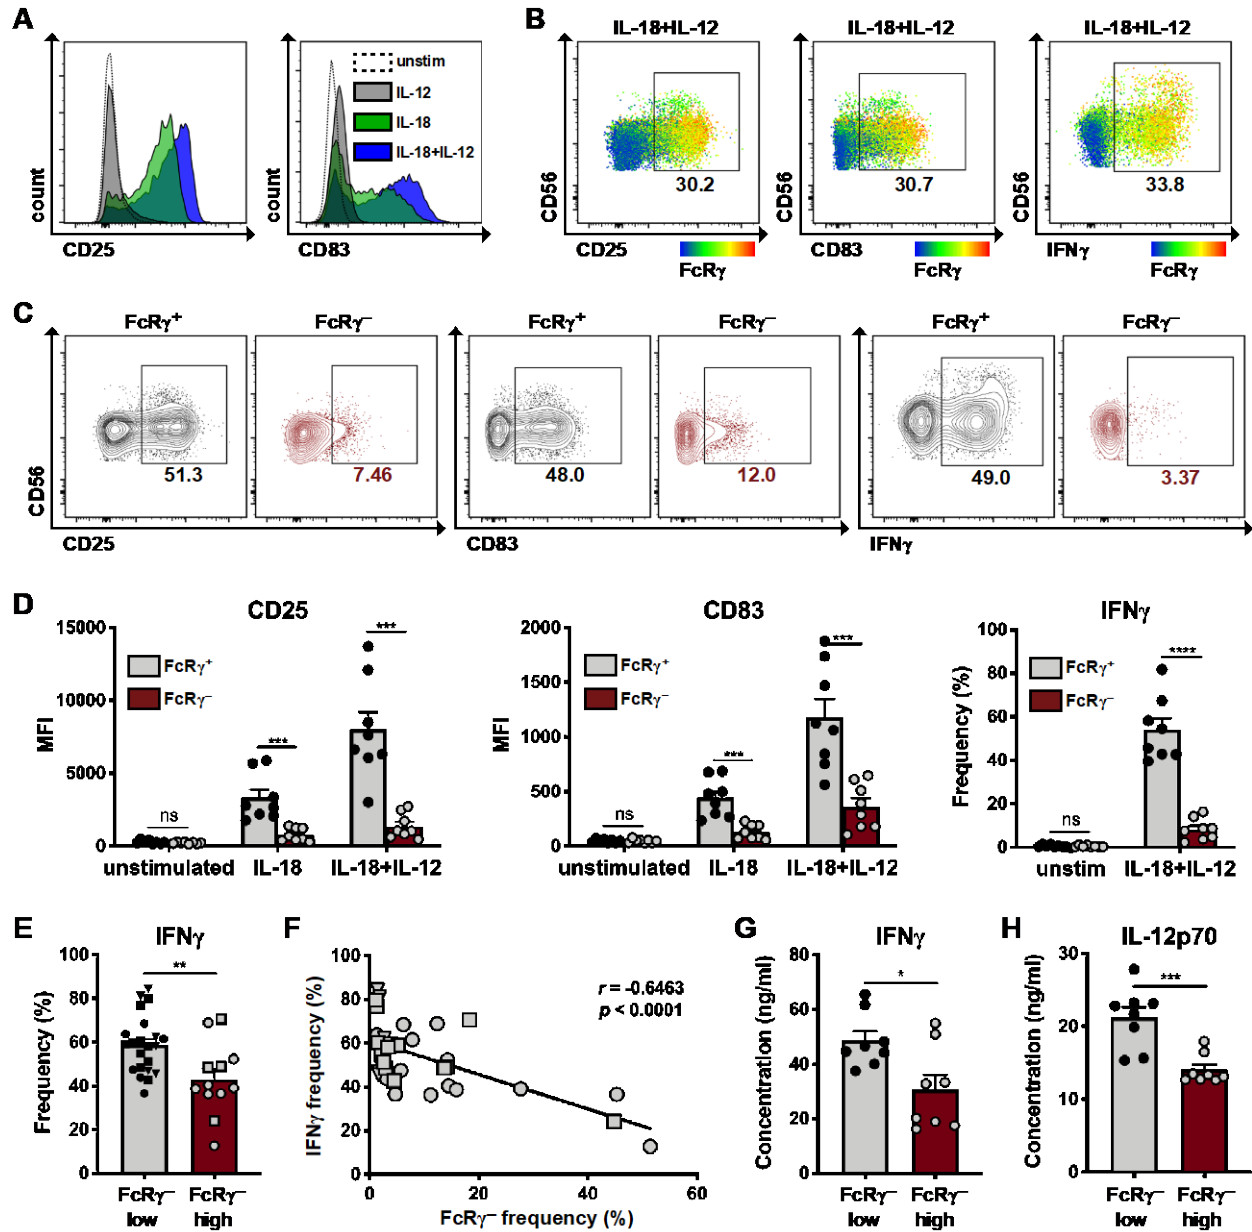 A
count
CD25
count
CD83
unstim
IL-12
IL-18
IL-18+IL-12
B
IL-18+IL-12
CD56
30.2
CD25
FcRγ
IL-18+IL-12
CD56
30.7
CD83
FcRγ
IL-18+IL-12
CD56
33.8
IFNγ
FcRγ
C
FcRγ+
FcRγ−
FcRγ+
FcRγ−
FcRγ+
FcRγ−
CD56
51.3
7.46
48.0
12.0
49.0
3.37
CD25
CD83
IFNγ
D
CD25
MFI
15000
10000
5000
0
FcRγ+
FcRγ−
ns
***
***
unstimulated
IL-18
IL-18+IL-12
CD83
MFI
2000
1500
1000
500
0
FcRγ+
FcRγ−
ns
***
***
unstimulated
IL-18
IL-18+IL-12
IFNγ
Frequency (%)
100
80
60
40
20
0
FcRγ+
FcRγ−
ns
****
unstim
IL-18+IL-12
E
IFNγ
Frequency (%)
100
80
60
40
20
0
**
FcRγ−
low
FcRγ−
high
F
IFNγ frequency (%)
100
80
60
40
20
0
r = -0.6463
p < 0.0001
0
20
40
60
FcRγ− frequency (%)
G
IFNγ
Concentration (ng/ml)
80
60
40
20
0
*
FcRγ−
low
FcRγ−
high
H
IL-12p70
Concentration (ng/ml)
30
20
10
0
***
FcRγ−
low
FcRγ−
high